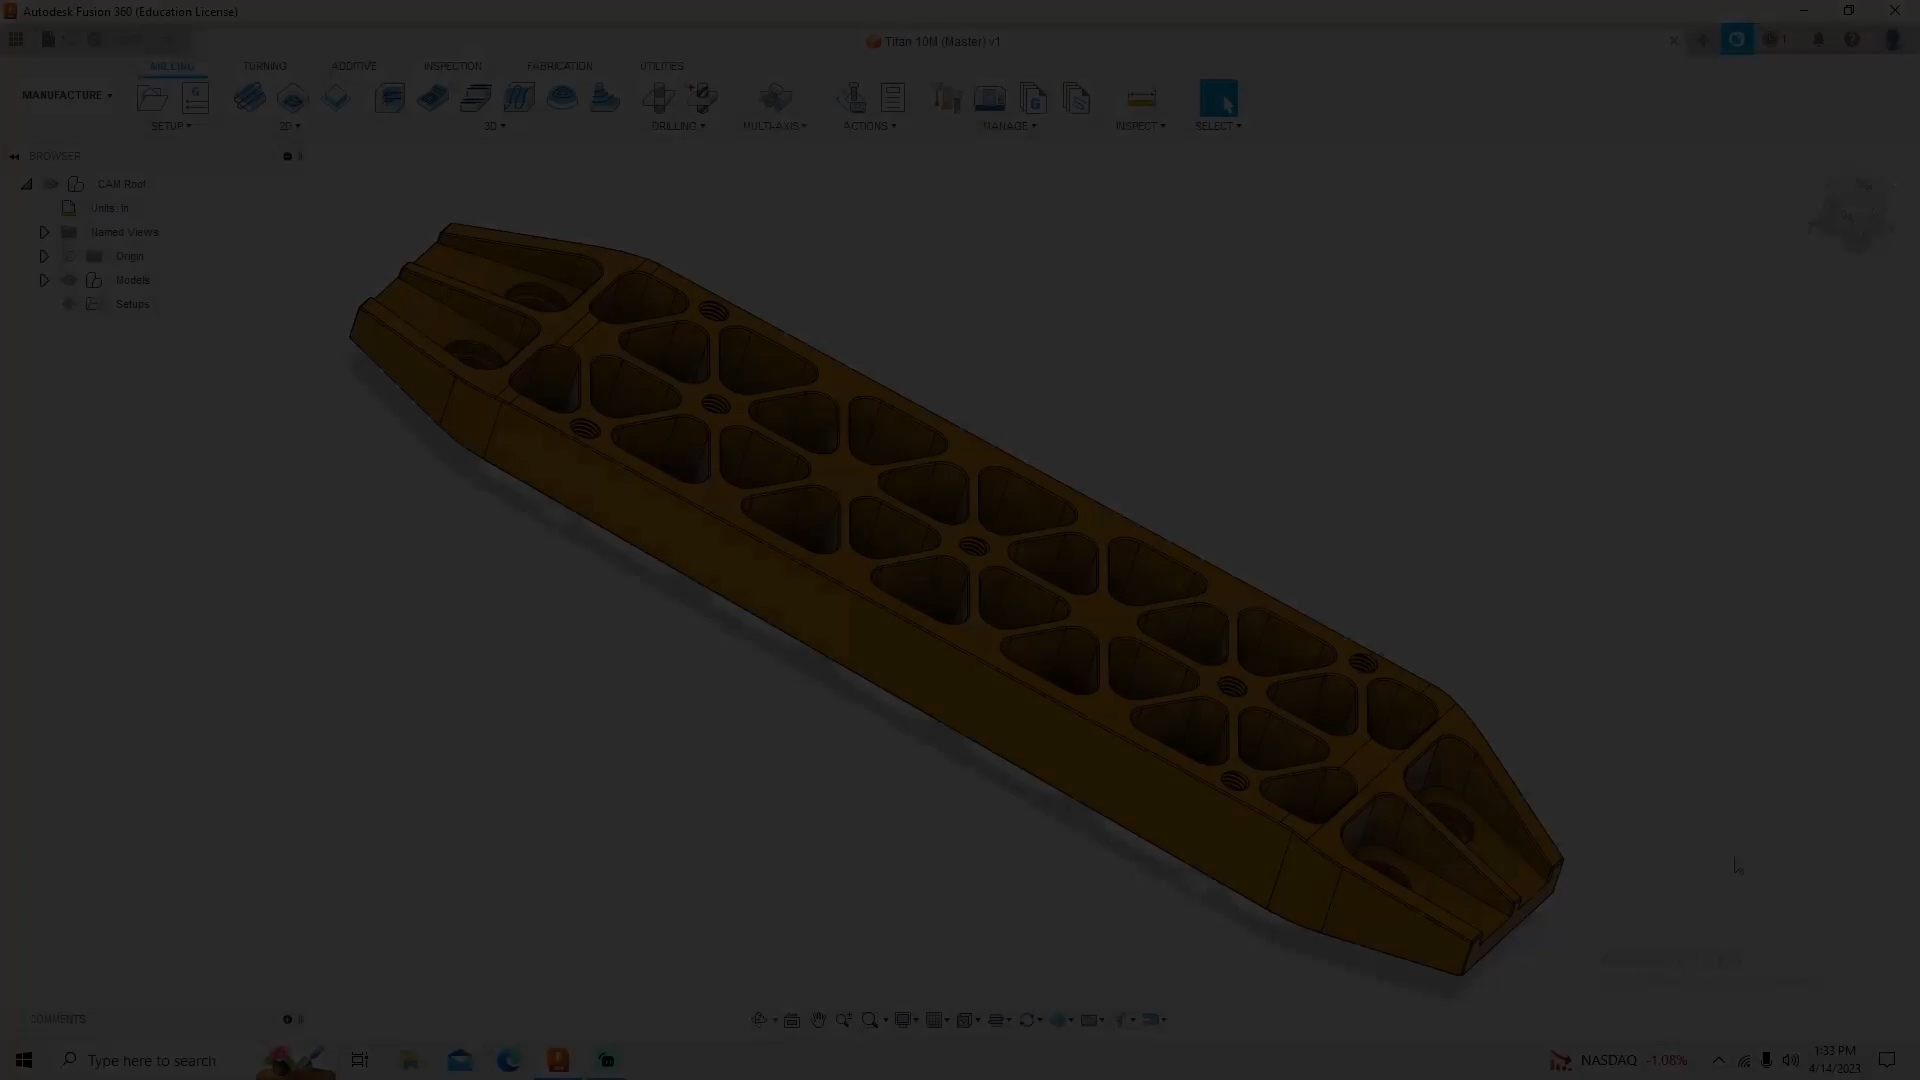 Autodesk Fusion 360 (Education License)
Titan 10M (Master) v1
1
MILLING TURNING ADDITIVE INSPECTION FABRICATION UTILITIES
MANUFACTURE
SETUP 2D 3D DRILLING MULTI-AXIS ACTIONS MANAGE INSPECT SELECT
BROWSER
CAM Root
Units: in
Named Views
Origin
Models
Setups
COMMENTS
Type here to search
NASDAQ -1.08%
1:33 PM
4/14/2023